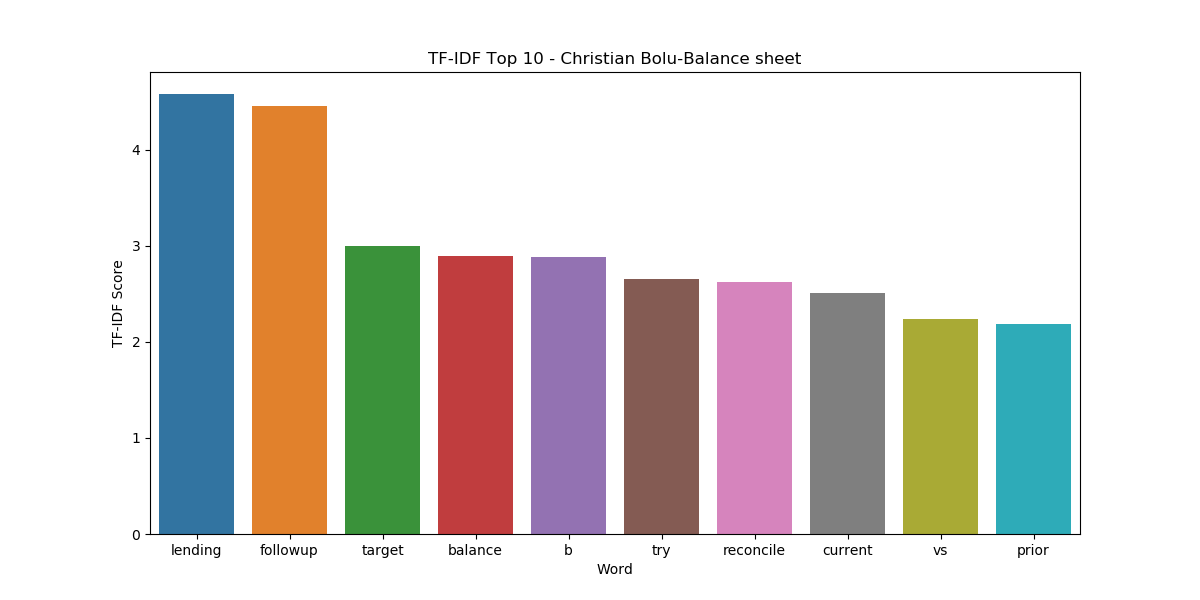 TF-IDF Top 10 - Christian Bolu-Balance sheet
TF-IDF Score
4
3
2
1
0
lending followup target balance b try reconcile current vs prior
Word